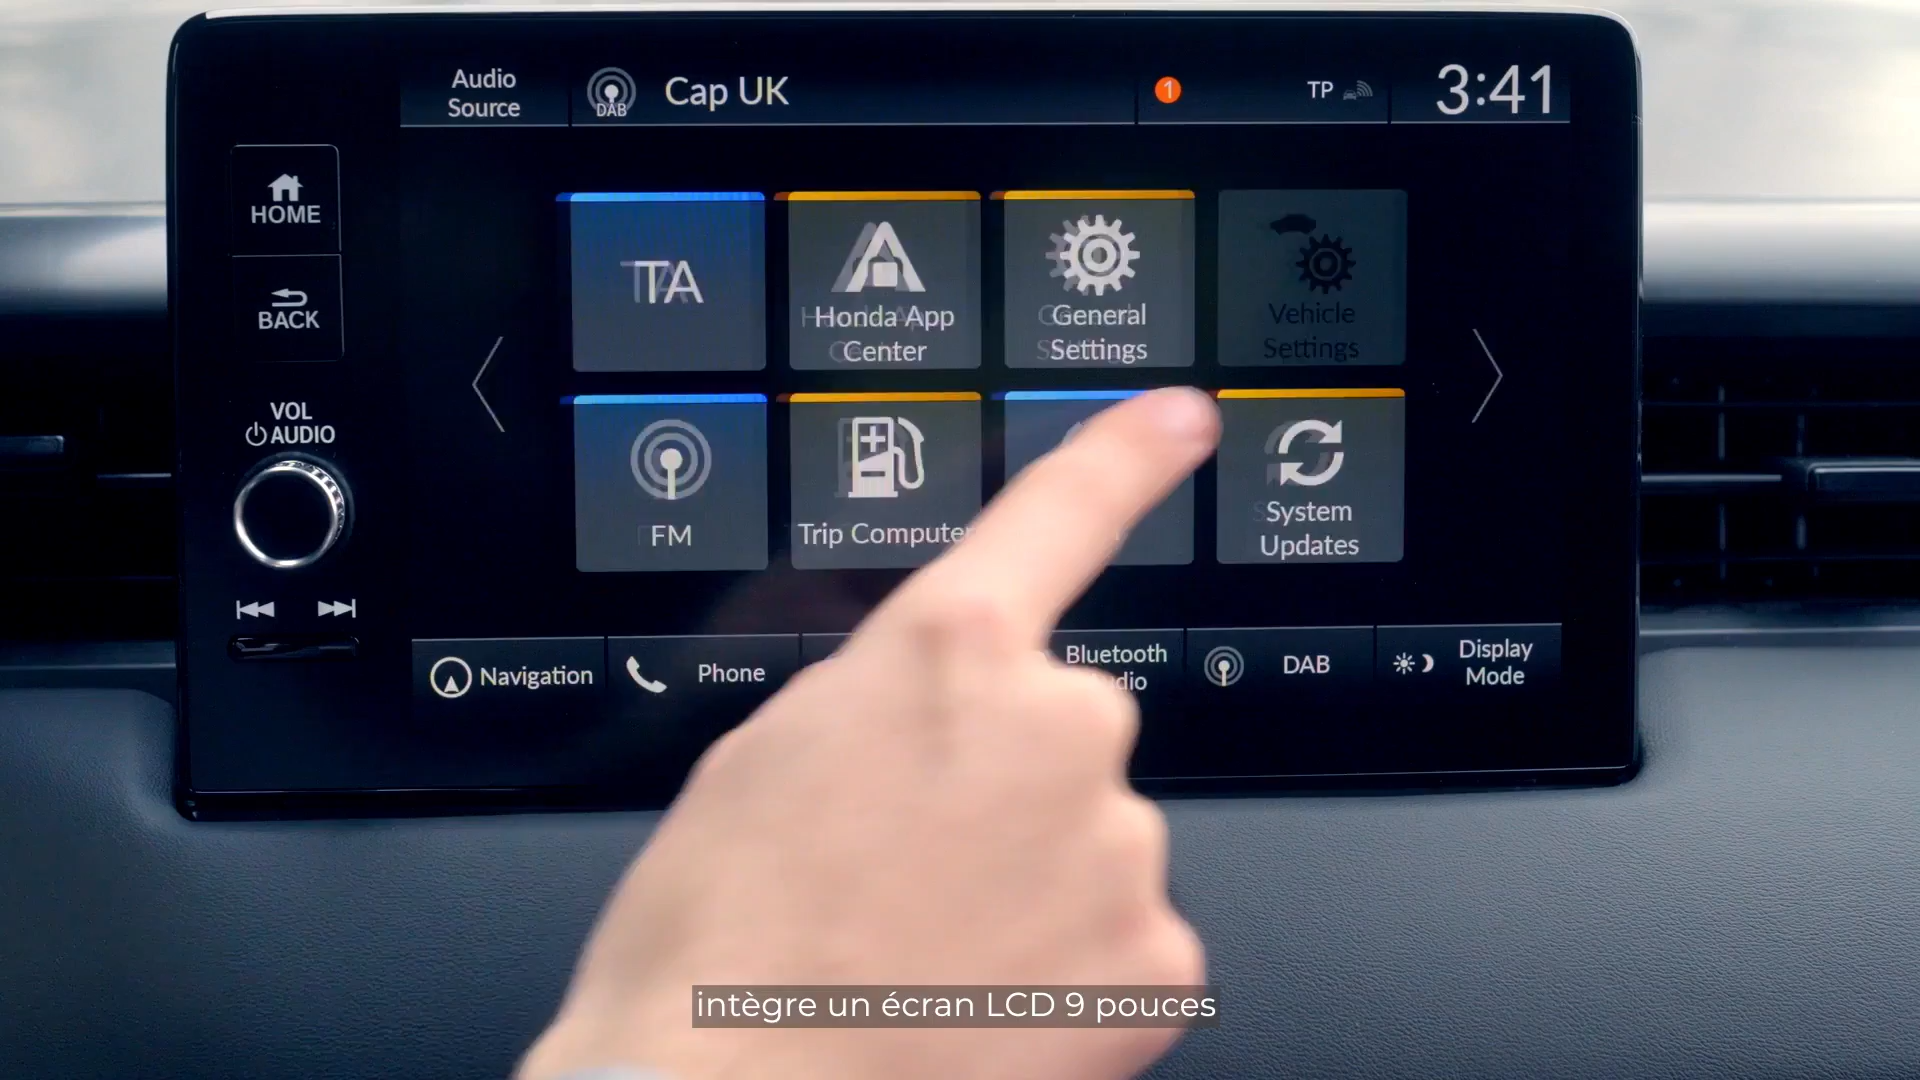 Audio
Source
DAB
Cap UK
1
TP
3:41
HOME
BACK
VOL
AUDIO
TA
Honda App
Center
General
Settings
Vehicle
Settings
FM
Trip Computer
System
Updates
Navigation
Phone
Bluetooth
DAB
Display
Mode
intègre un écran LCD 9 pouces